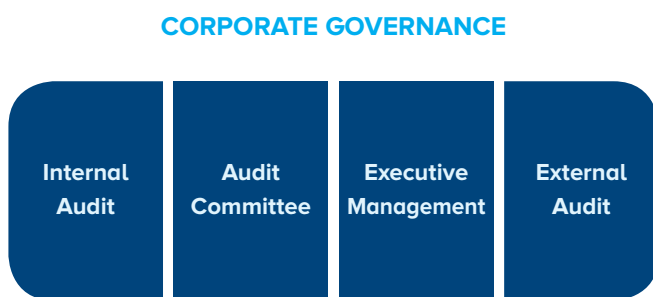 CORPORATE GOVERNANCE
Internal
Audit
Audit
Committee
Executive
Management
External
Audit